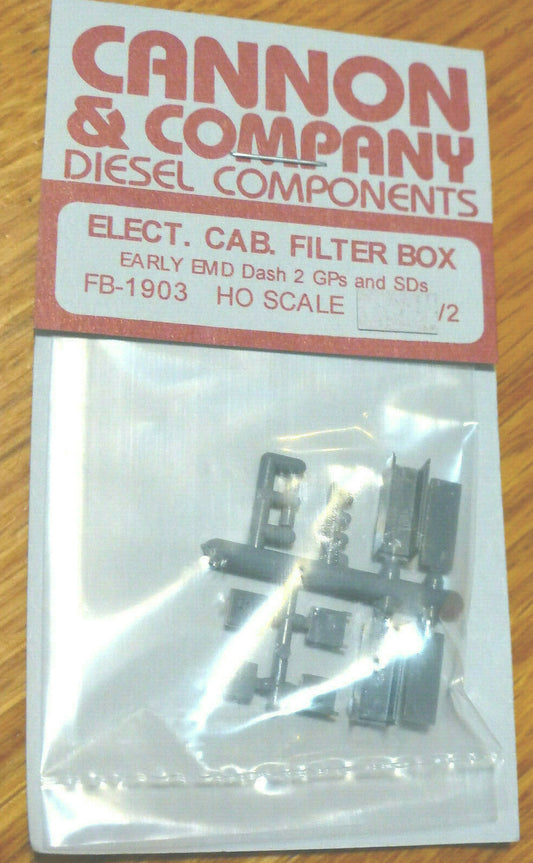 CANNON
& COMPANY
DIESEL COMPONENTS
ELECT. CAB. FILTER BOX
EARLY EMD Dash 2 GPs and SDs
FB-1903 HO SCALE /2